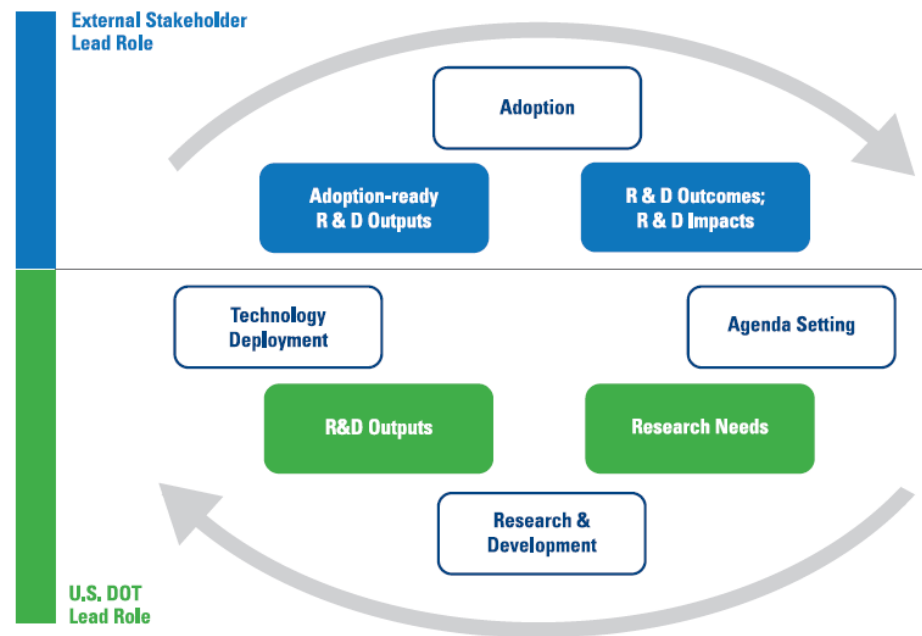 External Stakeholder
Lead Role
Adoption
Adoption-ready
R & D Outputs
R & D Outcomes;
R & D Impacts
Technology
Deployment
Agenda Setting
R&D Outputs
Research Needs
Research &
Development
U.S. DOT
Lead Role